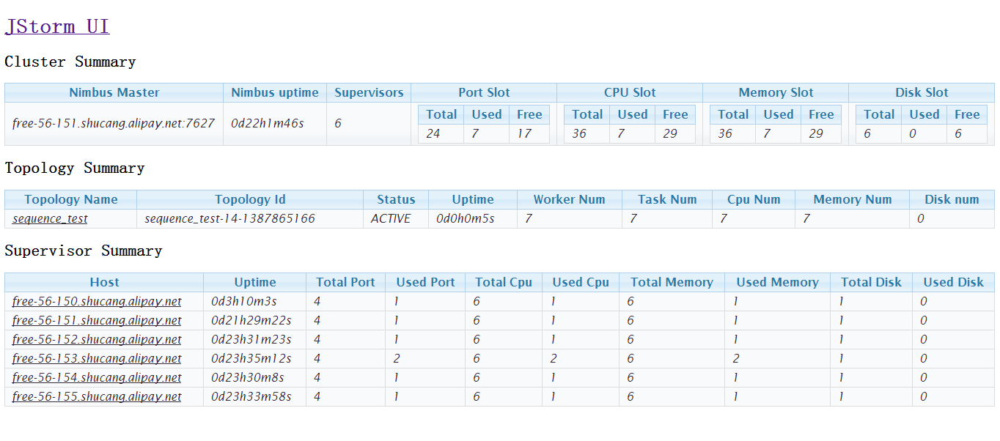 JStorm UI
Cluster Summary
Nimbus Master Nimbus uptime Supervisors Port Slot CPU Slot Memory Slot Disk Slot
Total Used Free Total Used Free Total Used Free Total Used Free
free-56-151.shucang.alipay.net:7627 0d22h1m46s 6
24 7 17 36 7 29 36 7 29 6 0 6
Topology Summary
Topology Name Topology Id Status Uptime Worker Num Task Num Cpu Num Memory Num Disk num
sequence_test sequence_test-14-1387865166 ACTIVE 0d0h0m5s 7 7 7 7 0
Supervisor Summary
Host Uptime Total Port Used Port Total Cpu Used Cpu Total Memory Used Memory Total Disk Used Disk
free-56-150.shucang.alipay.net 0d3h10m3s 4 1 6 1 6 1 1 0
free-56-151.shucang.alipay.net 0d21h29m22s 4 1 6 1 6 1 1 0
free-56-152.shucang.alipay.net 0d23h31m23s 4 1 6 1 6 1 1 0
free-56-153.shucang.alipay.net 0d23h35m12s 4 2 6 2 6 2 1 0
free-56-154.shucang.alipay.net 0d23h30m8s 4 1 6 1 6 1 1 0
free-56-155.shucang.alipay.net 0d23h33m58s 4 1 6 1 6 1 1 0